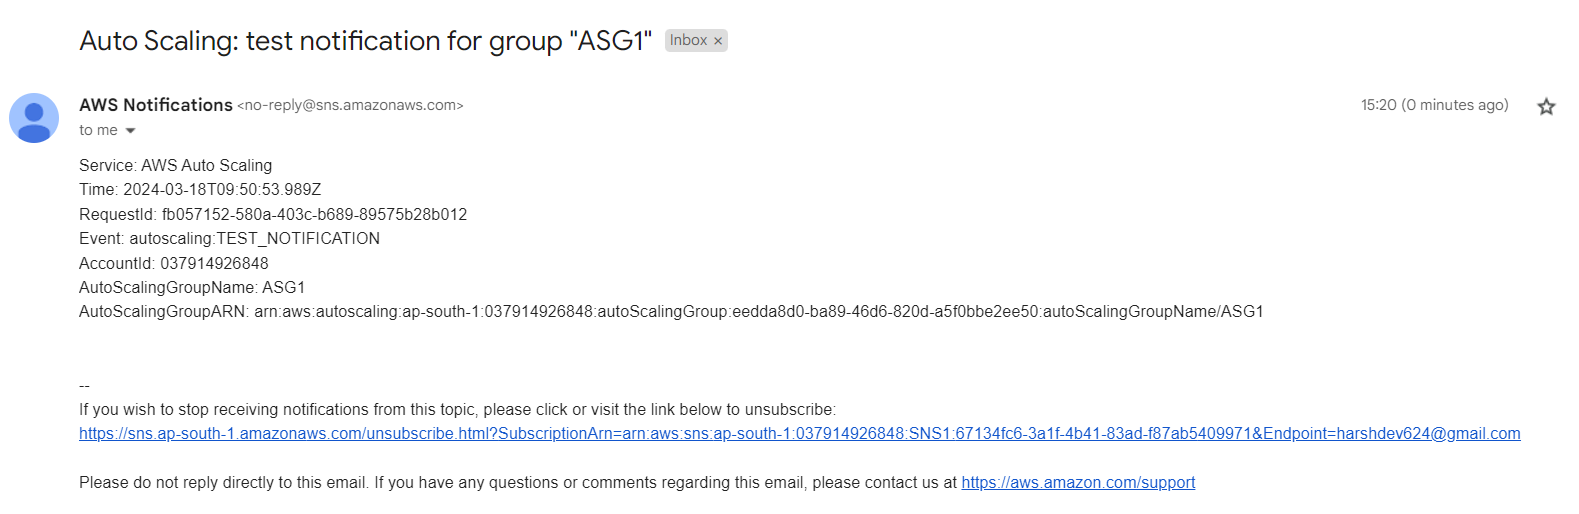 Auto Scaling: test notification for group "ASG1" Inbox ×
AWS Notifications <no-reply@sns.amazonaws.com> 15:20 (0 minutes ago)
to me
Service: AWS Auto Scaling
Time: 2024-03-18T09:50:53.989Z
RequestId: fb057152-580a-403c-b689-89575b28b012
Event: autoscaling:TEST_NOTIFICATION
AccountId: 037914926848
AutoScalingGroupName: ASG1
AutoScalingGroupARN: arn:aws:autoscaling:ap-south-1:037914926848:autoScalingGroup:eedda8d0-ba89-46d6-820d-a5f0bbe2ee50:autoScalingGroupName/ASG1
--
If you wish to stop receiving notifications from this topic, please click or visit the link below to unsubscribe:
https://sns.ap-south-1.amazonaws.com/unsubscribe.html?SubscriptionArn=arn:aws:sns:ap-south-1:037914926848:SNS1:67134fc6-3a1f-4b41-83ad-f87ab5409971&Endpoint=harshdev624@gmail.com
Please do not reply directly to this email. If you have any questions or comments regarding this email, please contact us at https://aws.amazon.com/support